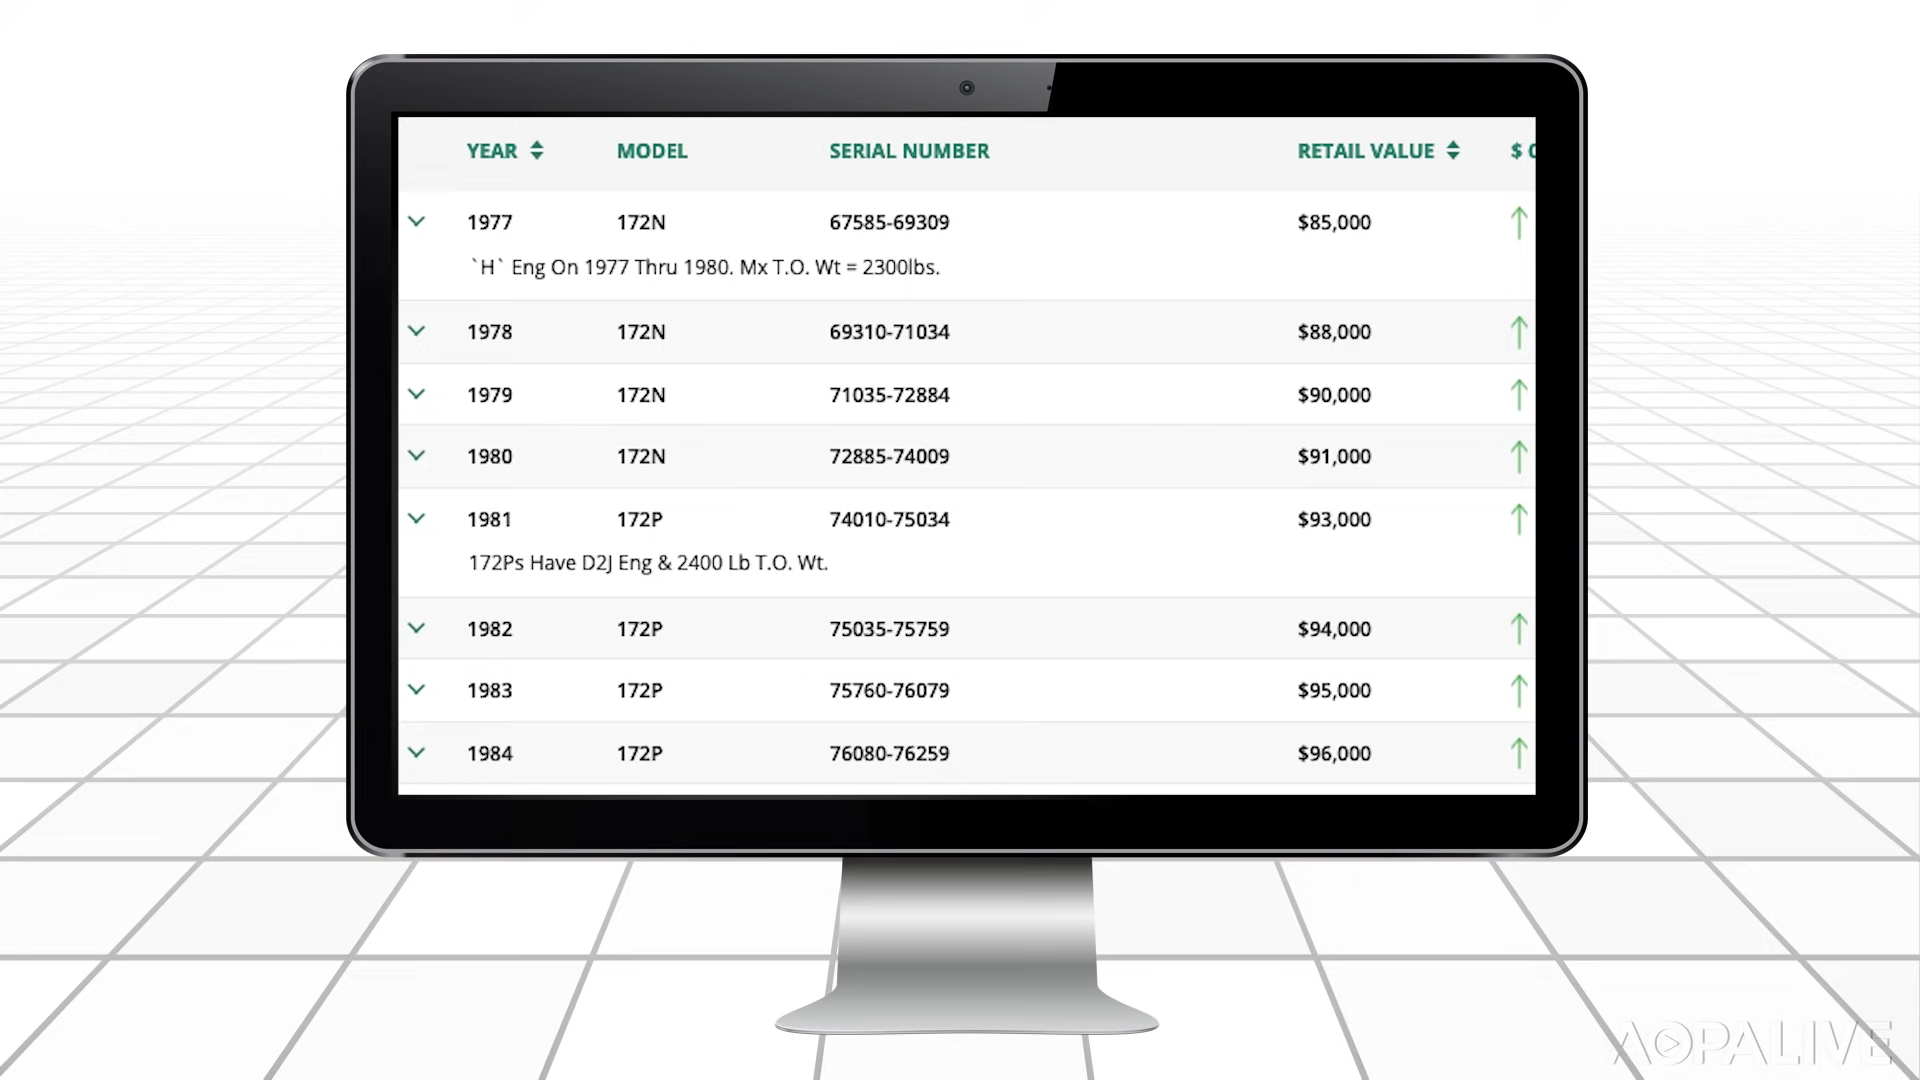 YEAR MODEL SERIAL NUMBER RETAIL VALUE $
1977 172N 67585-69309 $85,000
`H` Eng On 1977 Thru 1980. Mx T.O. Wt = 2300lbs.
1978 172N 69310-71034 $88,000
1979 172N 71035-72884 $90,000
1980 172N 72885-74009 $91,000
1981 172P 74010-75034 $93,000
172Ps Have D2J Eng & 2400 Lb T.O. Wt.
1982 172P 75035-75759 $94,000
1983 172P 75760-76079 $95,000
1984 172P 76080-76259 $96,000
AOPALIVE